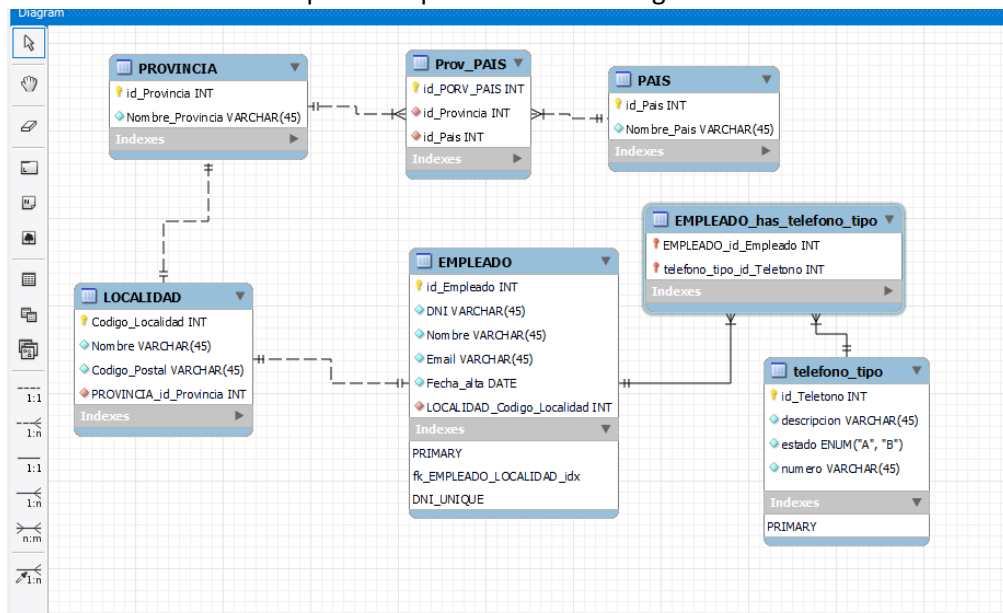 Diagram
PROVINCIA
id_Provincia INT
Nombre_Provincia VARCHAR(45)
Indexes
Prov_PAIS
id_PORV_PAIS INT
id_Provincia INT
id_Pais INT
Indexes
PAIS
id_Pais INT
Nombre_Pais VARCHAR(45)
Indexes
EMPLEADO_has_telefono_tipo
EMPLEADO_id_Empleado INT
telefono_tipo_id_Teletono INT
Indexes
LOCALIDAD
Codigo_Localidad INT
Nombre VARCHAR(45)
Codigo_Postal VARCHAR(45)
PROVINCIA_id_Provincia INT
Indexes
EMPLEADO
id_Empleado INT
DNI VARCHAR(45)
Nombre VARCHAR(45)
Email VARCHAR(45)
Fecha_alta DATE
LOCALIDAD_Codigo_Localidad INT
Indexes
PRIMARY
fk_EMPLEADO_LOCALIDAD_idx
DNI_UNIQUE
telefono_tipo
id_Teletono INT
descripcion VARCHAR(45)
estado ENUM("A", "B")
numero VARCHAR(45)
Indexes
PRIMARY
1:1
1:n
1:1
1:n
n:m
1:n